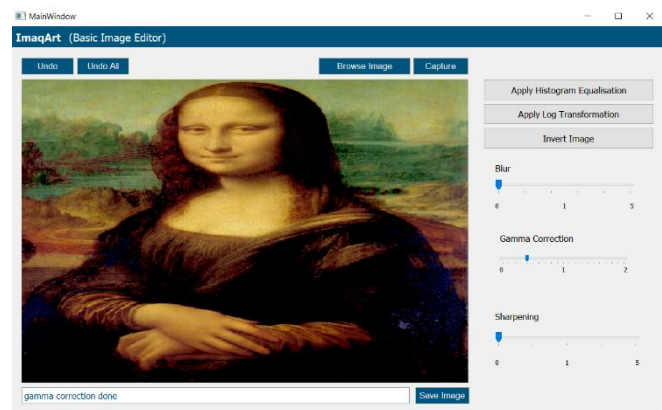 MainWindow
ImaqArt (Basic Image Editor)
Undo Undo All Browse Image Capture
Apply Histogram Equalisation
Apply Log Transformation
Invert Image
Blur
0 1 5
Gamma Correction
0 1 2
Sharpening
0 1 5
gamma correction done Save Image